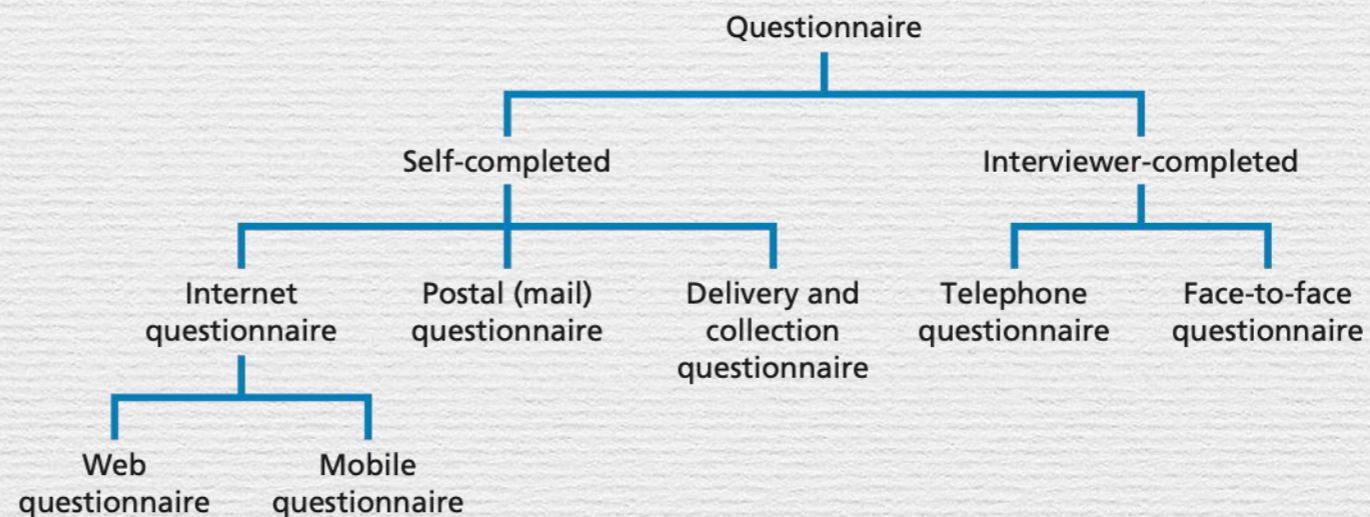 Questionnaire
Self-completed
Interviewer-completed
Internet
questionnaire
Postal (mail)
questionnaire
Delivery and
collection
questionnaire
Telephone
questionnaire
Face-to-face
questionnaire
Web
questionnaire
Mobile
questionnaire